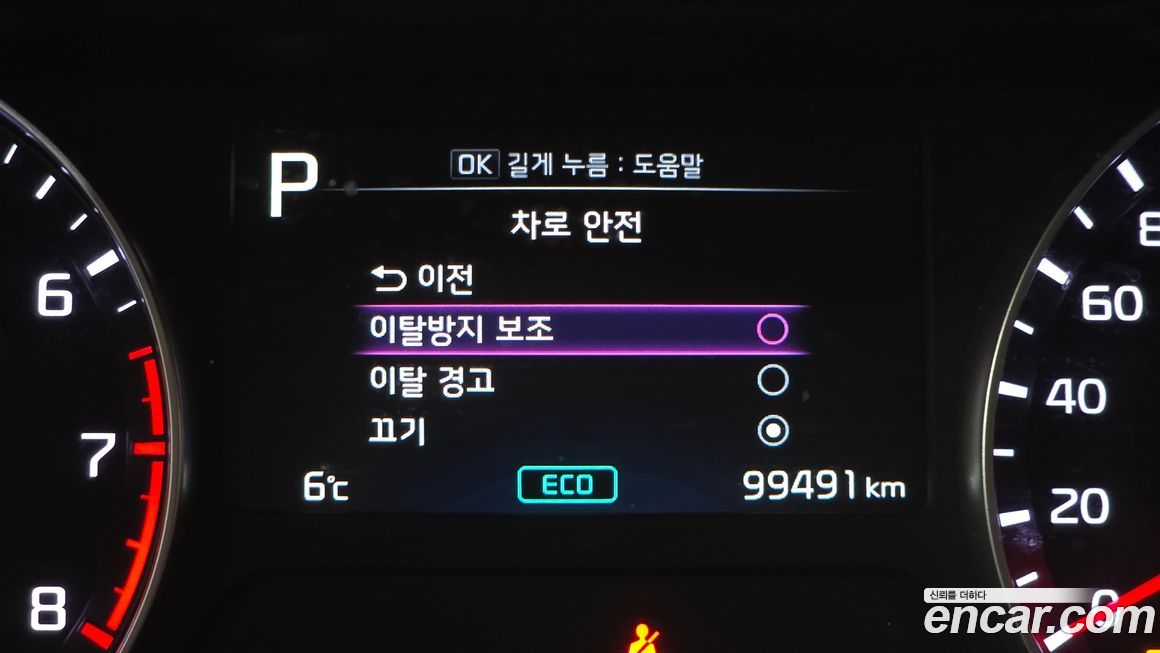 P
OK 길게 누름 : 도움말
차로 안전
이전
이탈방지 보조
이탈 경고
끄기
6℃
ECO
99491 km
6
7
8
60
40
20
0
신뢰를 더하다
encar.com